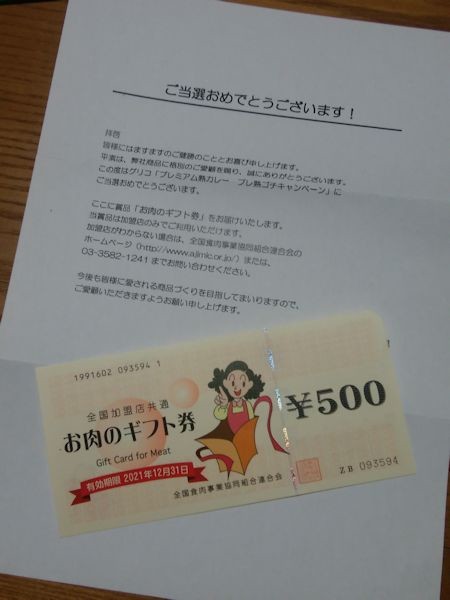 ご当選おめでとうございます！
拝啓
皆様にはますますのご健勝のこととお喜び申し上げます。
平素は、弊社商品に格別のご愛顧を賜り、誠にありがとうございます。
この度はグリコ「プレミアム熟カレー プレ熟ゴチキャンペーン」に
ご当選おめでとうございます。
ここに賞品「お肉のギフト券」をお届けいたします。
当賞品は加盟店のみでご利用いただけます。
加盟店がわからない場合は、全国食肉事業協同組合連合会の
ホームページ（http://www.ajmic.or.jp/）または、
03-3582-1241 までお問い合わせください。
今後も皆様に愛される商品づくりを目指してまいりますので、
ご愛顧いただきますようお願い申し上げます。
1991602 093594 1
全国加盟店共通
お肉のギフト券
Gift Card for Meat
有効期限 2021年12月31日
全国食肉事業協同組合連合会
¥500
ZB 093594